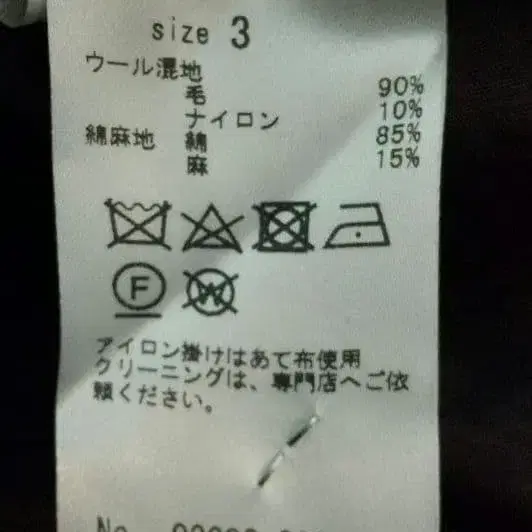 size 3
ウール混地
毛 90%
ナイロン 10%
綿麻地 綿 85%
麻 15%
F
W
アイロン掛けはあて布使用
クリーニングは、専門店へご依
頼ください。
No.